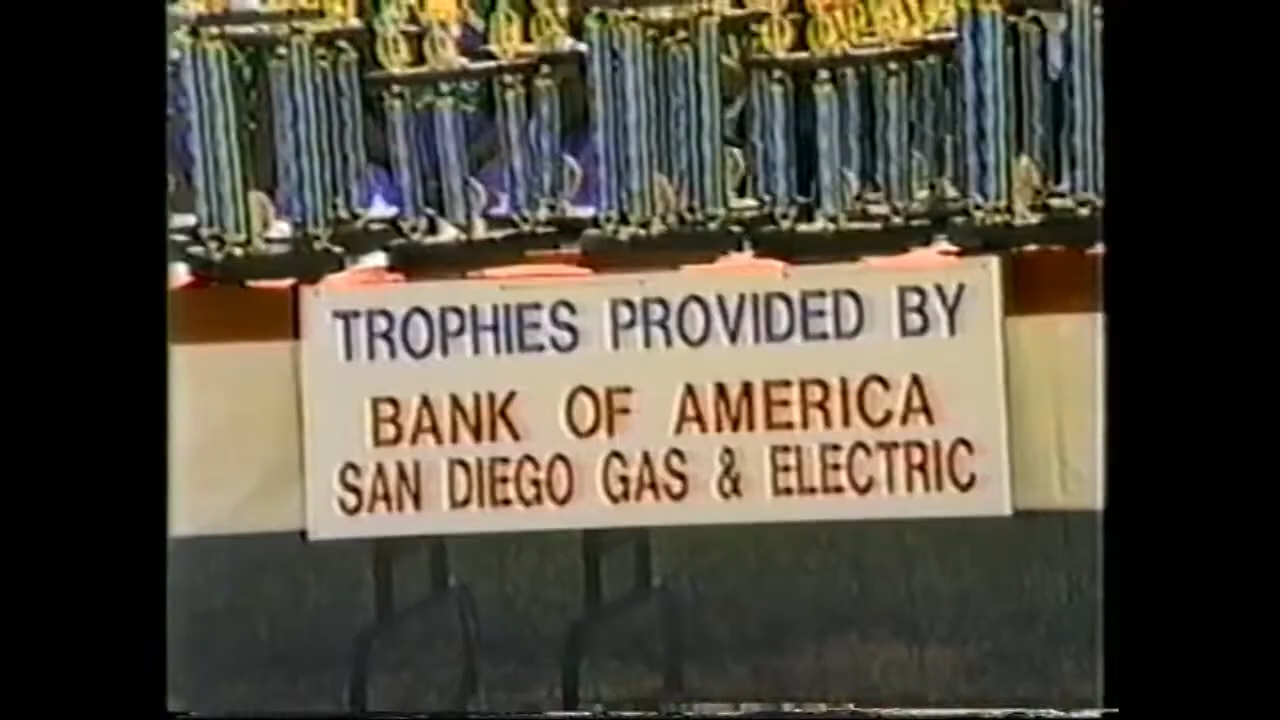 TROPHIES PROVIDED BY
BANK OF AMERICA
SAN DIEGO GAS & ELECTRIC